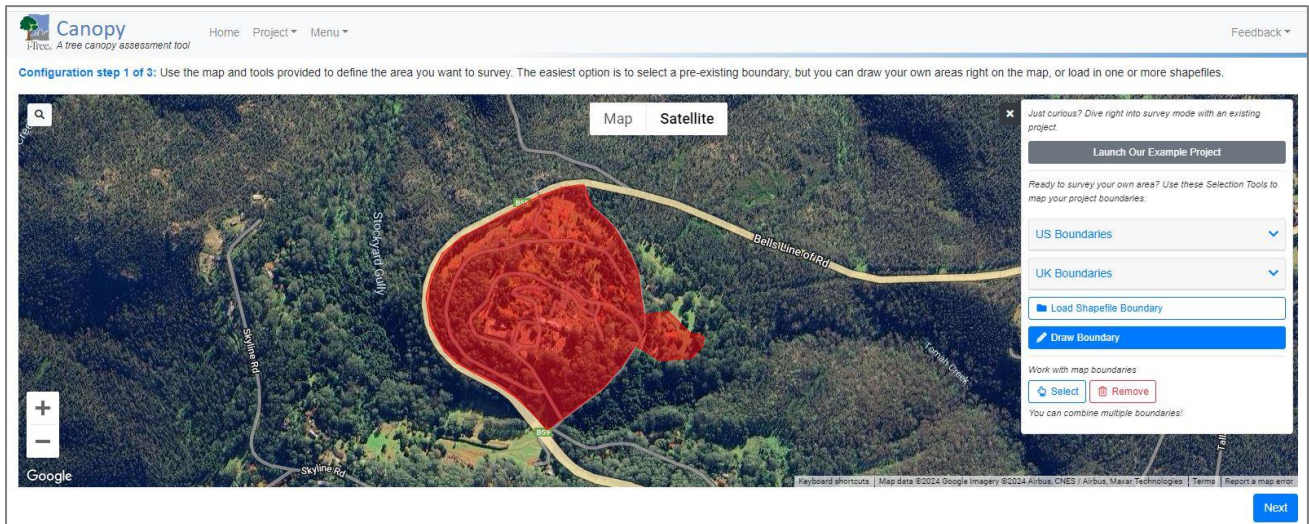 Canopy
i-Tree. A tree canopy assessment tool
Home Project Menu
Feedback
Configuration step 1 of 3: Use the map and tools provided to define the area you want to survey. The easiest option is to select a pre-existing boundary, but you can draw your own areas right on the map, or load in one or more shapefiles.
Map Satellite
Just curious? Dive right into survey mode with an existing
project.
Launch Our Example Project
Ready to survey your own area? Use these Selection Tools to
map your project boundaries.
US Boundaries
UK Boundaries
Load Shapefile Boundary
Draw Boundary
Work with map boundaries
Select Remove
You can combine multiple boundaries!
B59
Stockyard Gully
Bells Line of Rd
Skyline Rd
Tomah Creek
B59
Skyline Rd
Google
Keyboard shortcuts Map data ©2024 Google Imagery ©2024 Airbus, CNES / Airbus, Maxar Technologies Terms Report a map error
Next